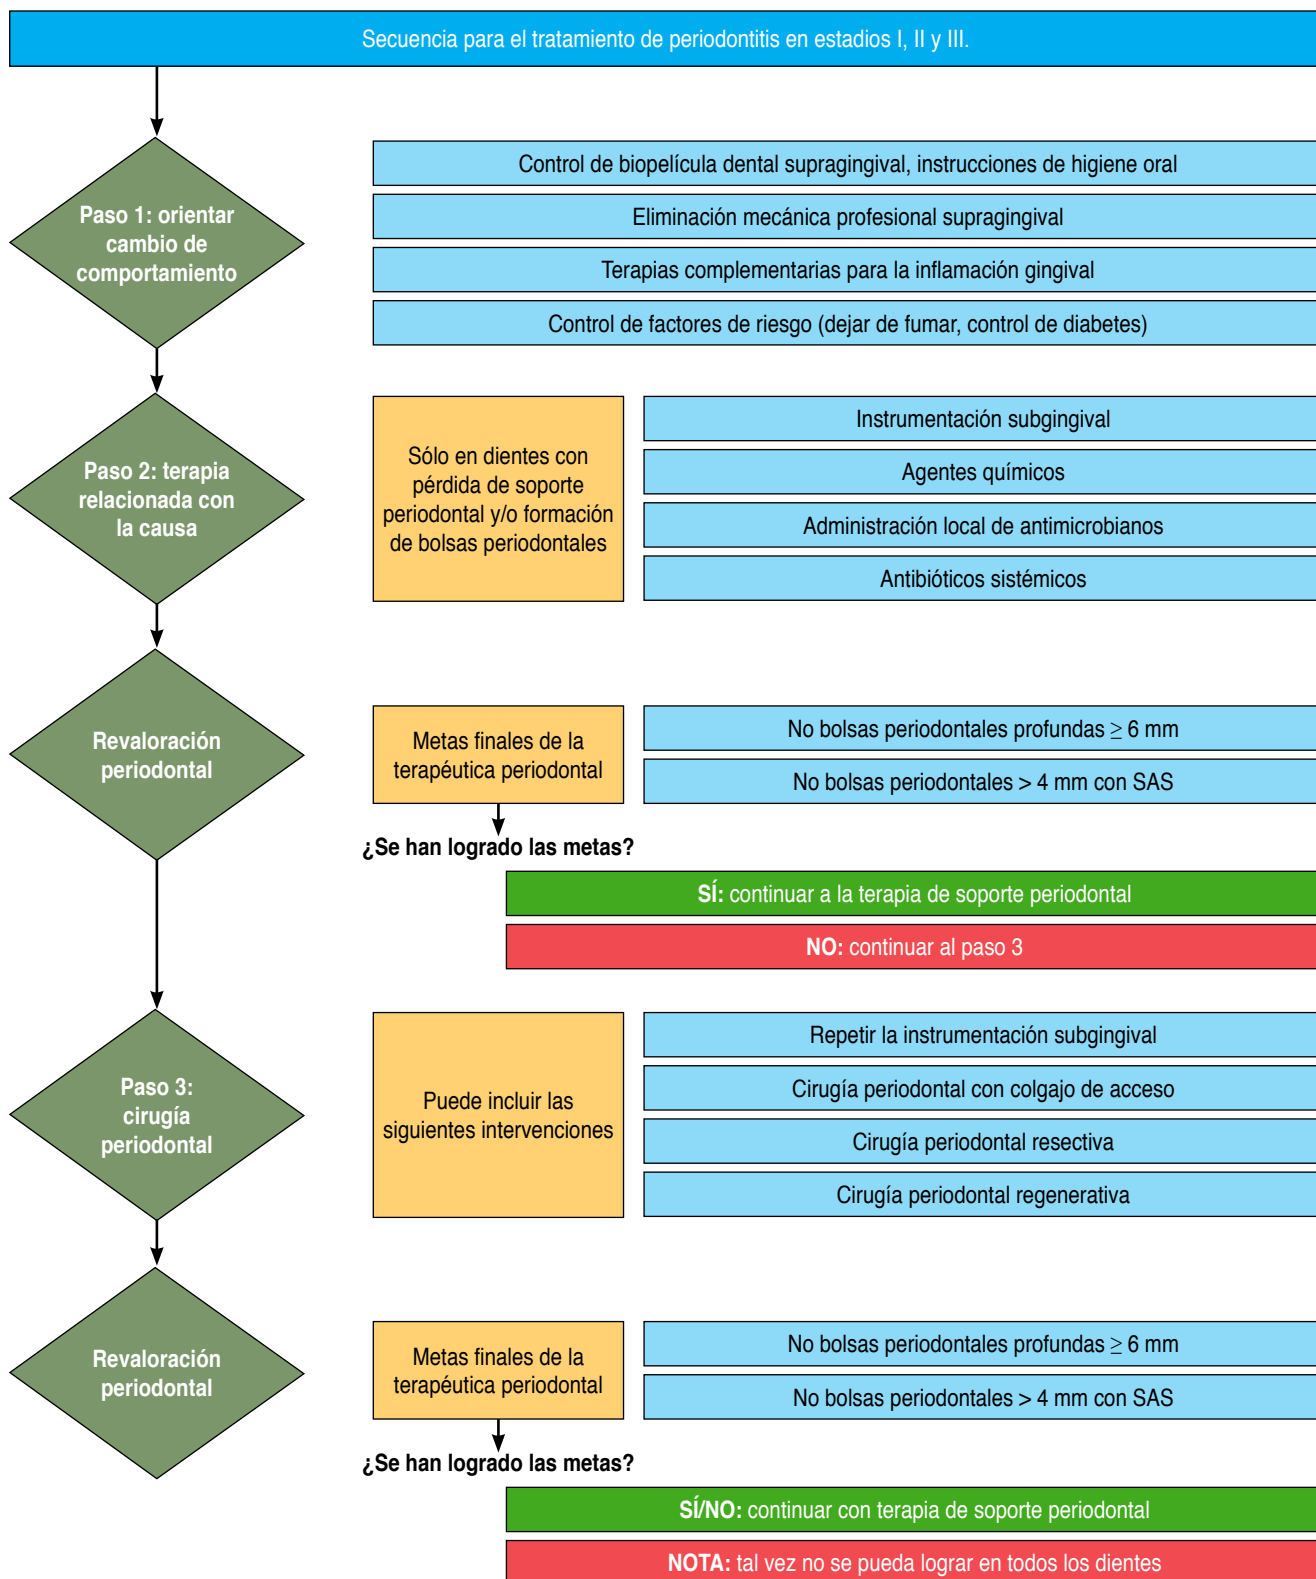 Secuencia para el tratamiento de periodontitis en estadios I, II y III.
Paso 1: orientar
cambio de
comportamiento
Control de biopelícula dental supragingival, instrucciones de higiene oral
Eliminación mecánica profesional supragingival
Terapias complementarias para la inflamación gingival
Control de factores de riesgo (dejar de fumar, control de diabetes)
Paso 2: terapia
relacionada con
la causa
Sólo en dientes con
pérdida de soporte
periodontal y/o formación
de bolsas periodontales
Instrumentación subgingival
Agentes químicos
Administración local de antimicrobianos
Antibióticos sistémicos
Revaloración
periodontal
Metas finales de la
terapéutica periodontal
No bolsas periodontales profundas ≥ 6 mm
No bolsas periodontales > 4 mm con SAS
¿Se han logrado las metas?
SÍ: continuar a la terapia de soporte periodontal
NO: continuar al paso 3
Paso 3:
cirugía
periodontal
Puede incluir las
siguientes intervenciones
Repetir la instrumentación subgingival
Cirugía periodontal con colgajo de acceso
Cirugía periodontal resectiva
Cirugía periodontal regenerativa
Revaloración
periodontal
Metas finales de la
terapéutica periodontal
No bolsas periodontales profundas ≥ 6 mm
No bolsas periodontales > 4 mm con SAS
¿Se han logrado las metas?
SÍ/NO: continuar con terapia de soporte periodontal
NOTA: tal vez no se pueda lograr en todos los dientes